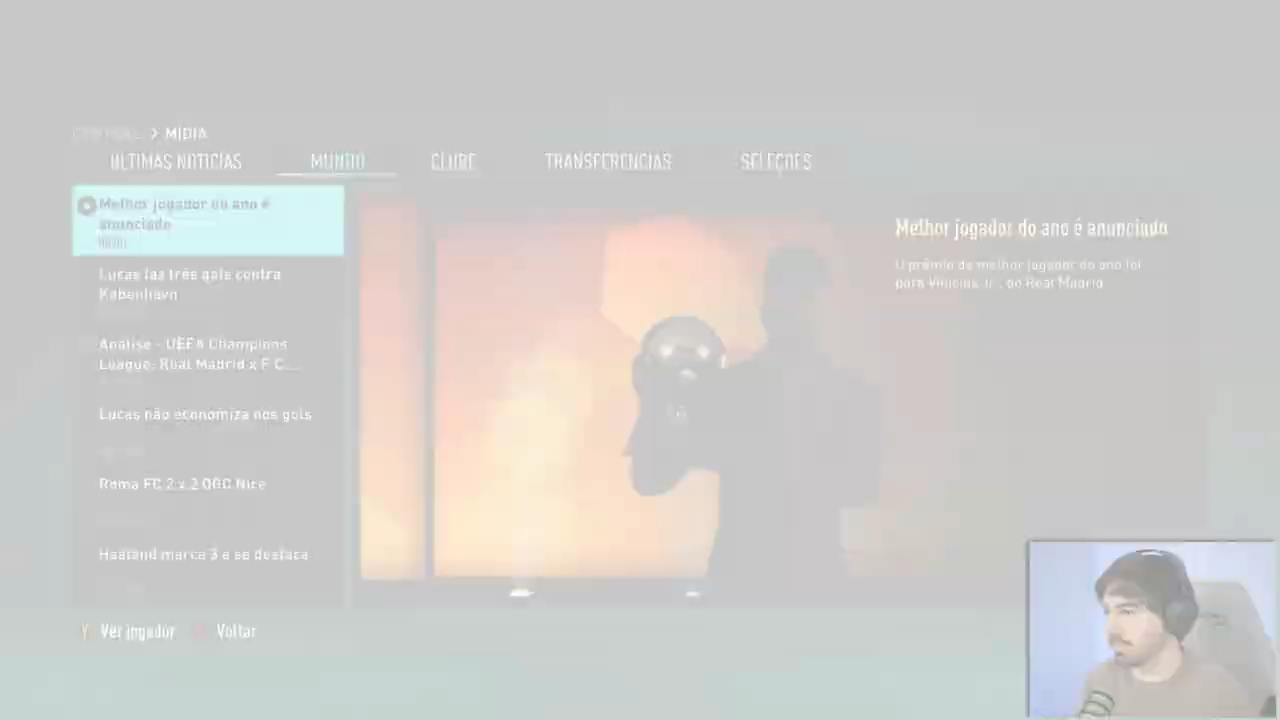 > MÍDIA
ÚLTIMAS NOTÍCIAS MUNDO CLUBE TRANSFERÊNCIAS SELEÇÕES
Melhor jogador do ano é
anunciado
Lucas faz três gols contra
København
Análise - UEFA Champions
League: Real Madrid x F C...
Lucas não economiza nos gols
Roma FC 2 x 2 OGC Nice
Haaland marca 3 e se destaca
Melhor jogador do ano é anunciado
O prêmio de melhor jogador do ano foi
para Vinícius Jr., do Real Madrid.
Y Ver jogador Voltar